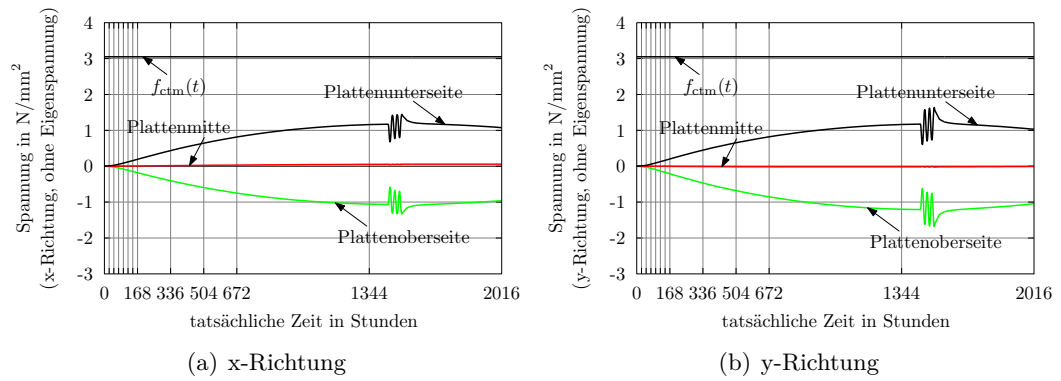 4
3
2
1
0
-1
-2
-3
Spannung in N/mm²
(x-Richtung, ohne Eigenspannung)
f_ctm(t)
Plattenunterseite
Plattenmitte
Plattenoberseite
0 168 336 504 672 1344 2016
tatsächliche Zeit in Stunden
(a) x-Richtung
4
3
2
1
0
-1
-2
-3
Spannung in N/mm²
(y-Richtung, ohne Eigenspannung)
f_ctm(t)
Plattenunterseite
Plattenmitte
Plattenoberseite
0 168 336 504 672 1344 2016
tatsächliche Zeit in Stunden
(b) y-Richtung